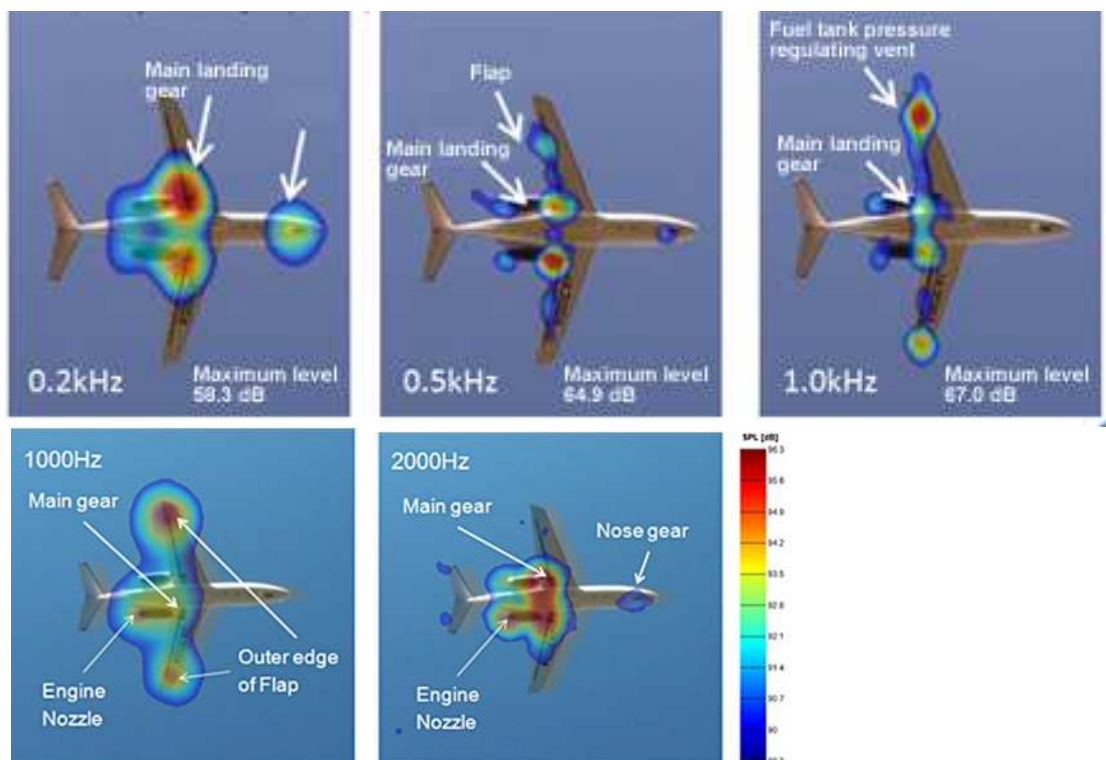 Main landing
gear
0.2kHz
Maximum level
58.3 dB
Flap
Main landing
gear
0.5kHz
Maximum level
64.9 dB
Fuel tank pressure
regulating vent
Main landing
gear
1.0kHz
Maximum level
67.0 dB
1000Hz
Main gear
Engine
Nozzle
Outer edge
of Flap
2000Hz
Main gear
Nose gear
Engine
Nozzle
SPL [dB]
95.6
94.9
94.2
93.5
92.8
92.1
91.4
90.7
90